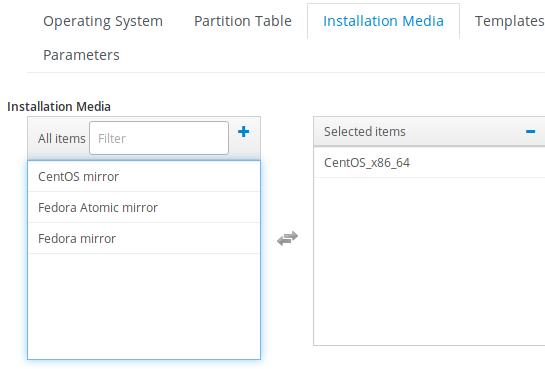 Operating System Partition Table Installation Media Templates
Parameters
Installation Media
All items Filter
CentOS mirror
Fedora Atomic mirror
Fedora mirror
Selected items
CentOS_x86_64